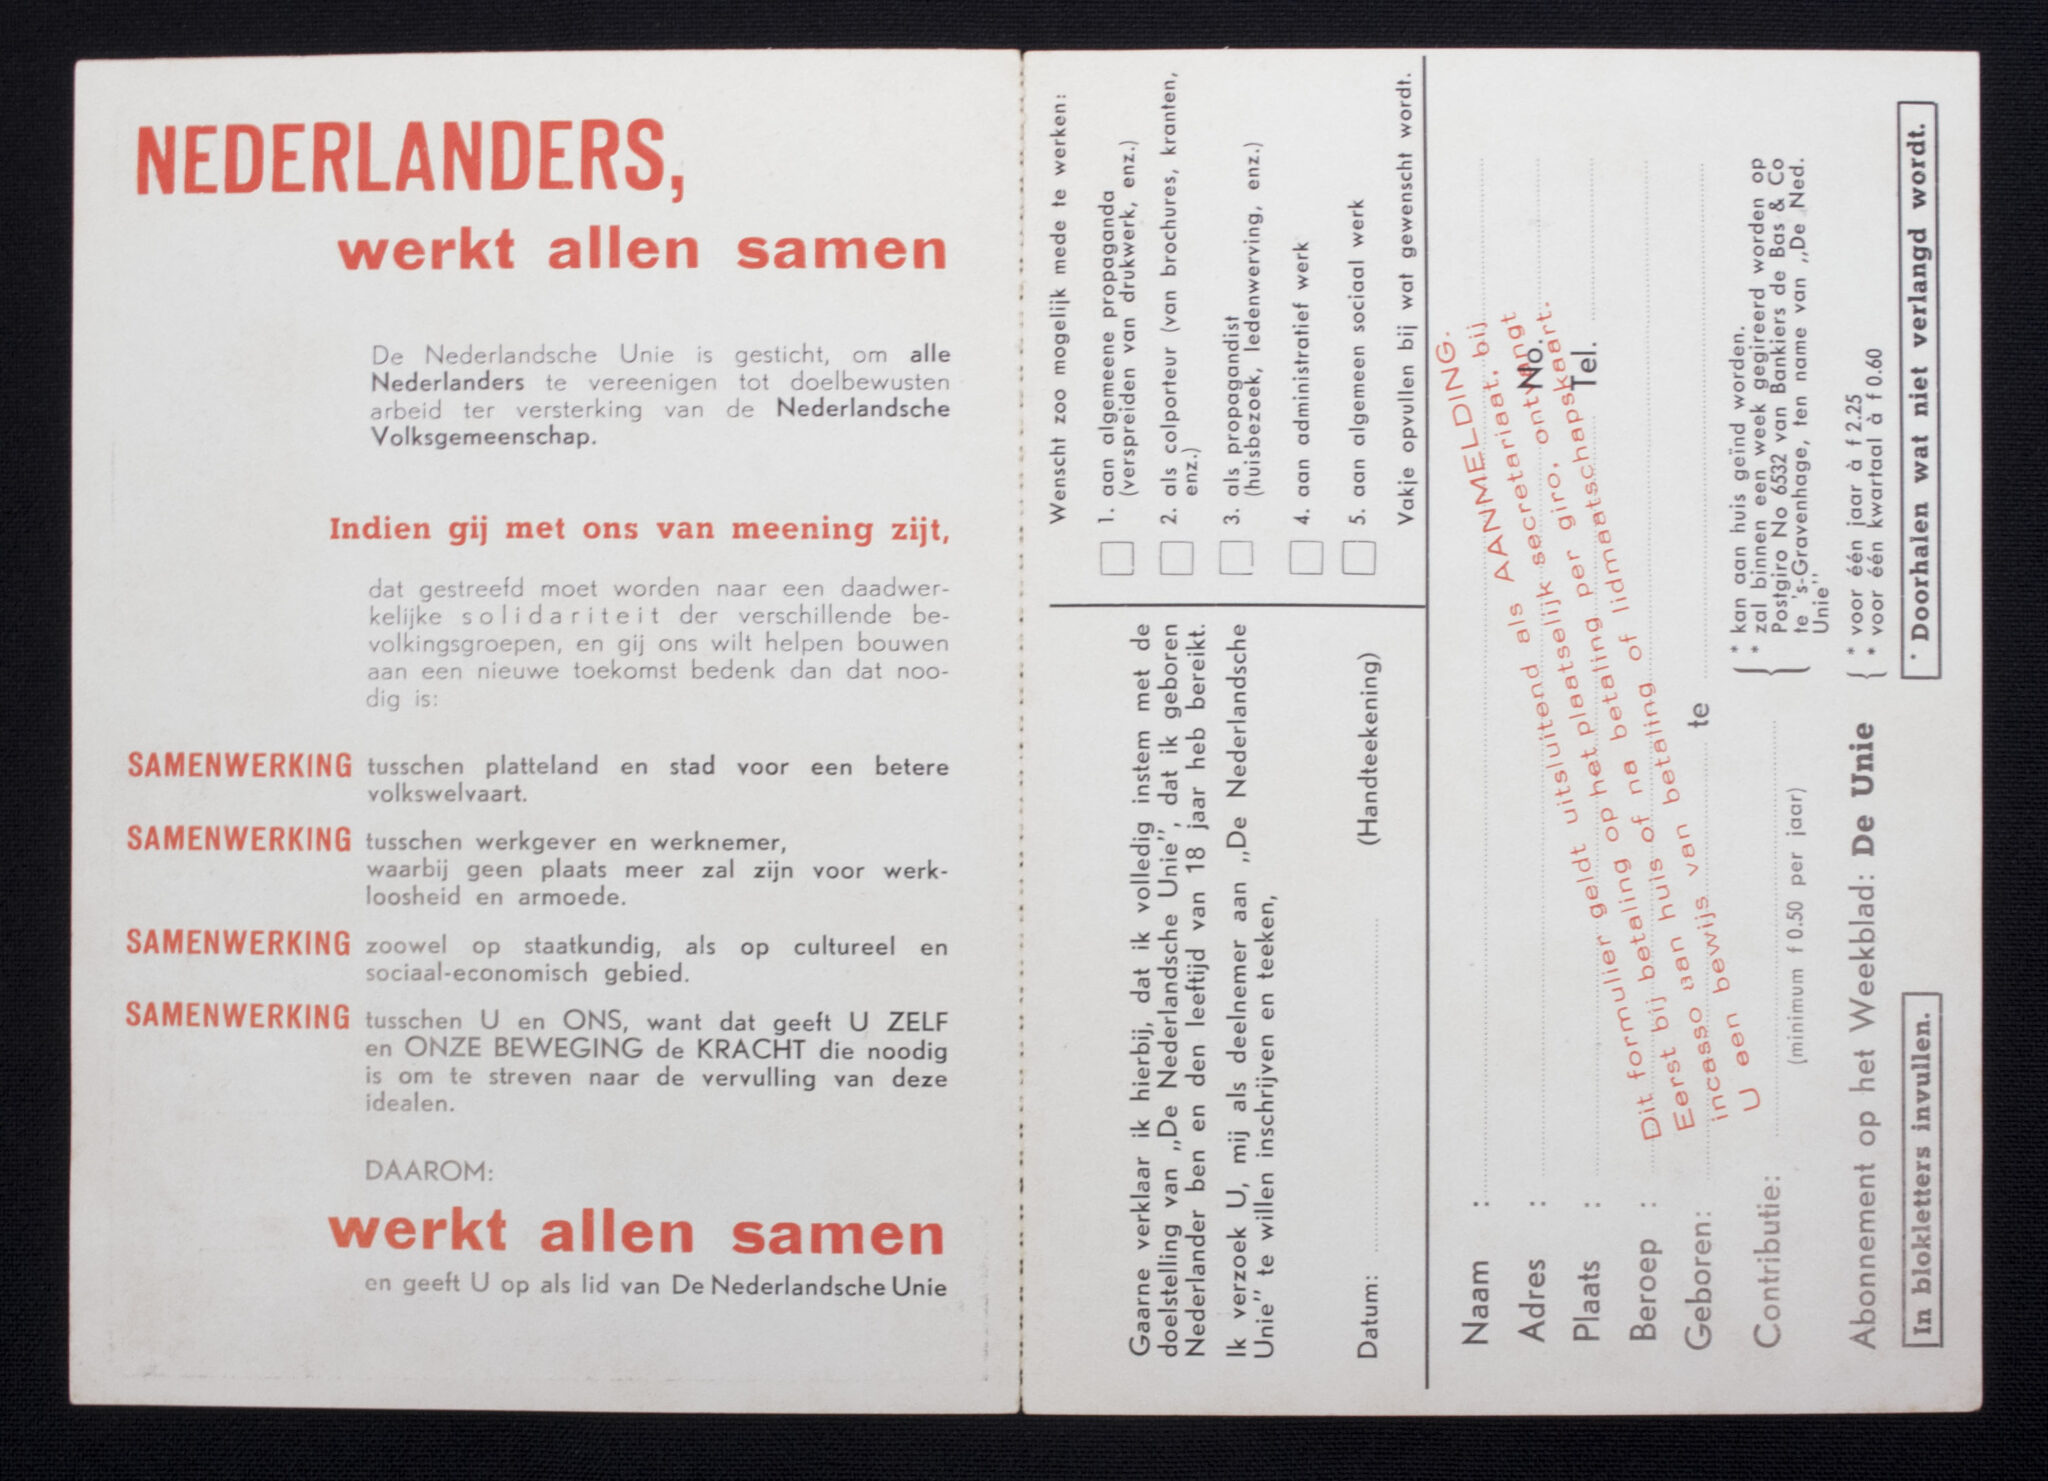 NEDERLANDERS,
werkt allen samen
De Nederlandsche Unie is gesticht, om alle
Nederlanders te vereenigen tot doelbewusten
arbeid ter versterking van de Nederlandsche
Volksgemeenschap.
Indien gij met ons van meening zijt,
dat gestreefd moet worden naar een daadwer-
kelijke solidariteit der verschillende be-
volkingsgroepen, en gij ons wilt helpen bouwen
aan een nieuwe toekomst bedenk dan dat noo-
dig is:
SAMENWERKING tusschen platteland en stad voor een betere
volkswelvaart.
SAMENWERKING tusschen werkgever en werknemer,
waarbij geen plaats meer zal zijn voor werk-
loosheid en armoede.
SAMENWERKING zoowel op staatkundig, als op cultureel en
sociaal-economisch gebied.
SAMENWERKING tusschen U en ONS, want dat geeft U ZELF
en ONZE BEWEGING de KRACHT die noodig
is om te streven naar de vervulling van deze
idealen.
DAAROM:
werkt allen samen
en geeft U op als lid van De Nederlandsche Unie
Gaarne verklaar ik hierbij, dat ik volledig instem met de
doelstelling van „De Nederlandsche Unie”, dat ik geboren
Nederlander ben en den leeftijd van 18 jaar heb bereikt.
Ik verzoek U, mij als deelnemer aan „De Nederlandsche
Unie” te willen inschrijven en teeken,
Datum: (Handteekening)
Wenscht zoo mogelijk mede te werken:
1. aan algemeene propaganda
(verspreiden van drukwerk, enz.)
2. als colporteur (van brochures, kranten,
enz.)
3. als propagandist
(huisbezoek, ledenwerving, enz.)
4. aan administratief werk
5. aan algemeen sociaal werk
Vakje opvullen bij wat gewenscht wordt.
Naam :
Adres : No.
Plaats : Tel.
Beroep :
Geboren: te
Contributie: { * kan aan huis geïnd worden.
* zal binnen een week gegireerd worden op
Postgiro No 6532 van Bankiers de Bas & Co
te 's-Gravenhage, ten name van „De Ned.
Unie”
(minimum f 0.50 per jaar)
Abonnement op het Weekblad: De Unie { * voor één jaar à f 2.25
* voor één kwartaal à f 0.60
In blokletters invullen.
* Doorhalen wat niet verlangd wordt.
Dit formulier geldt uitsluitend als AANMELDING.
Eerst bij betaling op het plaatselijk secretariaat, bij
incasso aan huis of na betaling per giro, ontvangt
U een bewijs van betaling of lidmaatschapskaart.